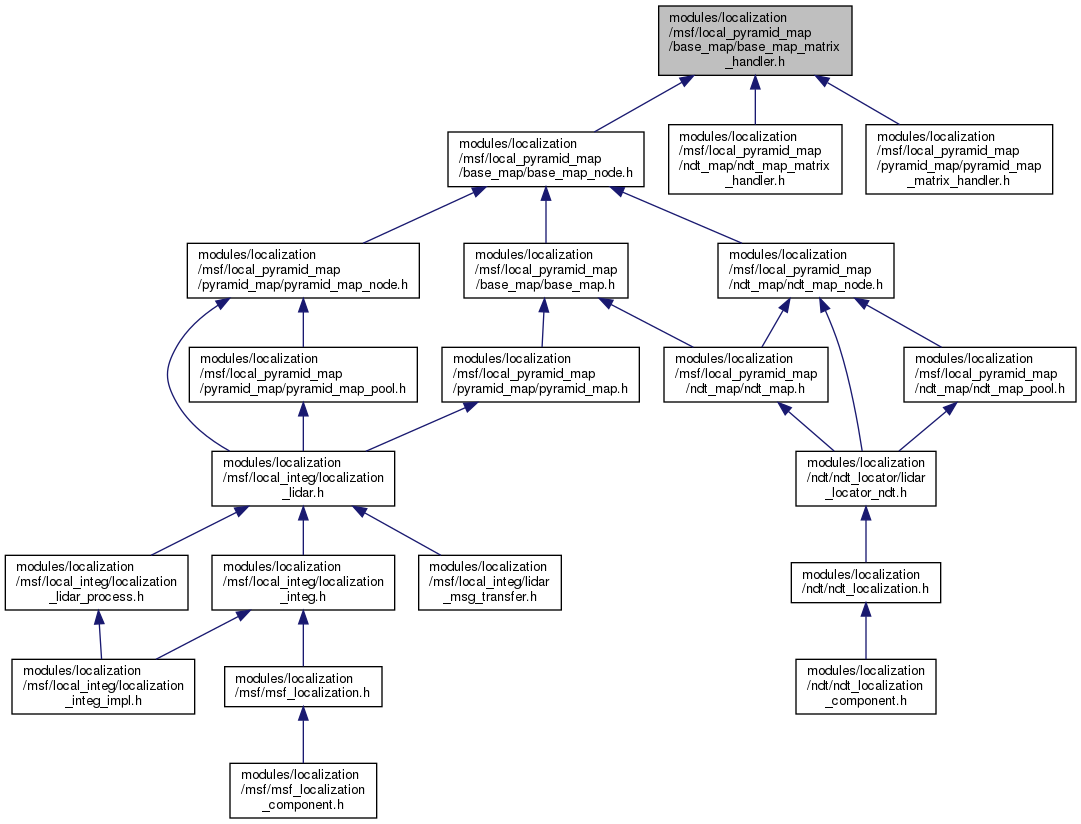 modules/localization
/msf/local_pyramid_map
/base_map/base_map_matrix
_handler.h
modules/localization
/msf/local_pyramid_map
/base_map/base_map_node.h
modules/localization
/msf/local_pyramid_map
/ndt_map/ndt_map_matrix
_handler.h
modules/localization
/msf/local_pyramid_map
/pyramid_map/pyramid_map
_matrix_handler.h
modules/localization
/msf/local_pyramid_map
/pyramid_map/pyramid_map_node.h
modules/localization
/msf/local_pyramid_map
/base_map/base_map.h
modules/localization
/msf/local_pyramid_map
/ndt_map/ndt_map_node.h
modules/localization
/msf/local_pyramid_map
/pyramid_map/pyramid_map_pool.h
modules/localization
/msf/local_pyramid_map
/pyramid_map/pyramid_map.h
modules/localization
/msf/local_pyramid_map
/ndt_map/ndt_map.h
modules/localization
/msf/local_pyramid_map
/ndt_map/ndt_map_pool.h
modules/localization
/msf/local_integ/localization
_lidar.h
modules/localization
/ndt/ndt_locator/lidar
_locator_ndt.h
modules/localization
/msf/local_integ/localization
_lidar_process.h
modules/localization
/msf/local_integ/localization
_integ.h
modules/localization
/msf/local_integ/lidar
_msg_transfer.h
modules/localization
/ndt/ndt_localization.h
modules/localization
/msf/local_integ/localization
_integ_impl.h
modules/localization
/msf/msf_localization.h
modules/localization
/ndt/ndt_localization
_component.h
modules/localization
/msf/msf_localization
_component.h